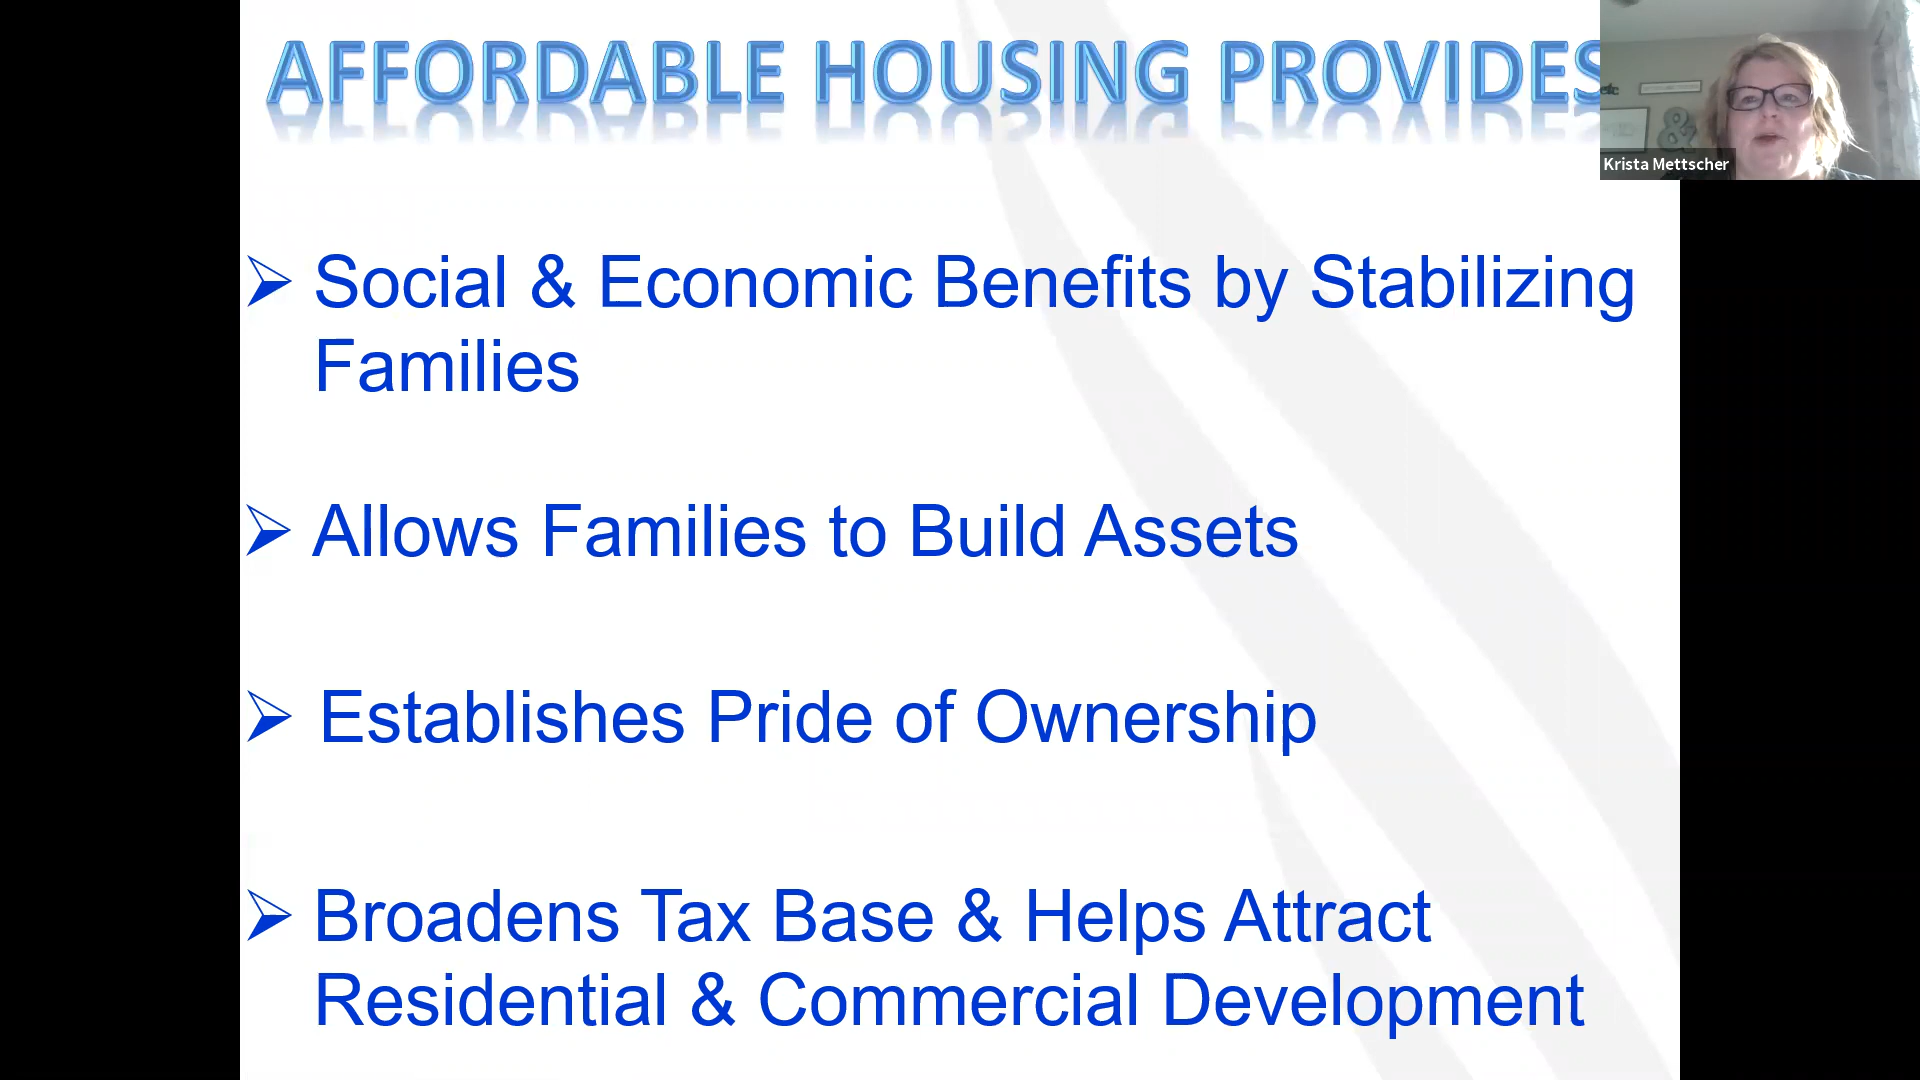 AFFORDABLE HOUSING PROVIDES
etc
&
Krista Mettscher
➢ Social & Economic Benefits by Stabilizing
Families
➢ Allows Families to Build Assets
➢ Establishes Pride of Ownership
➢ Broadens Tax Base & Helps Attract
Residential & Commercial Development